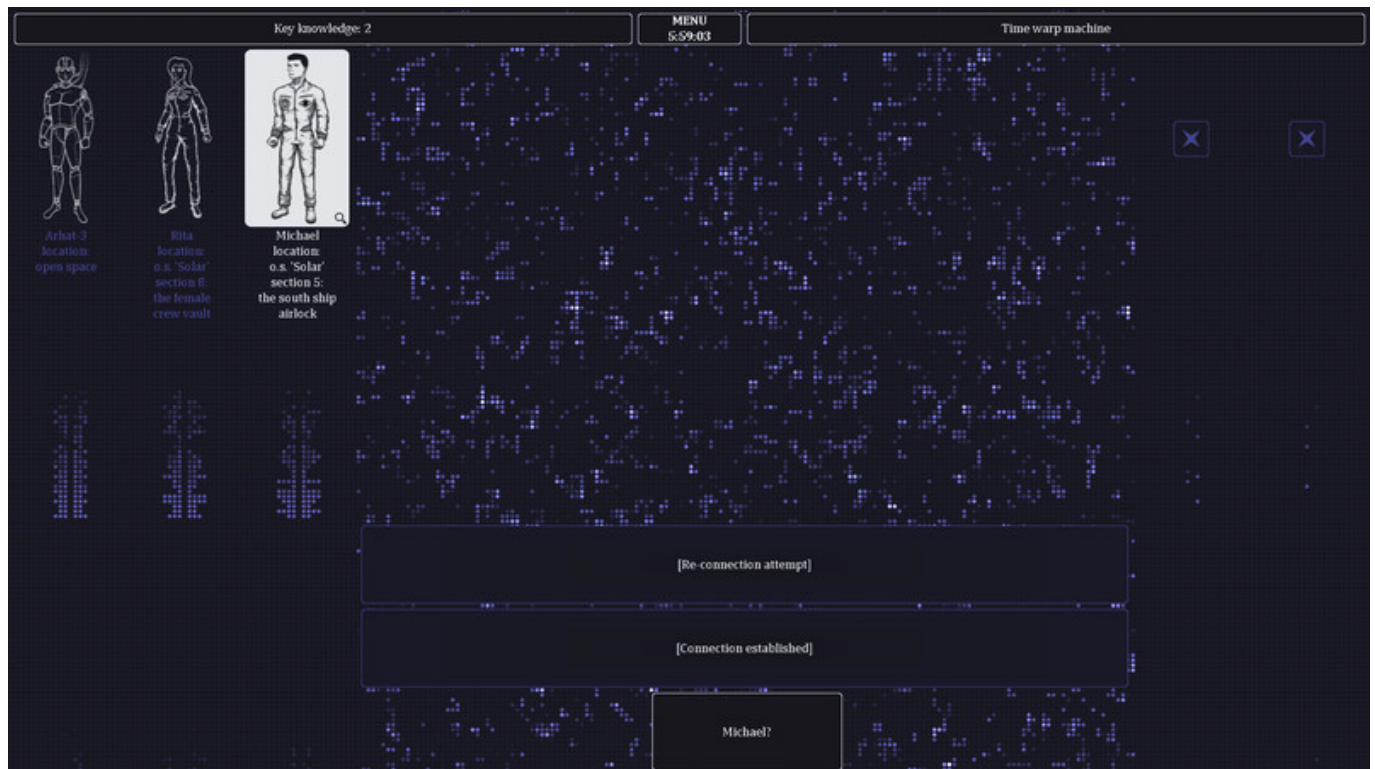 Key knowledge: 2
MENU
5:59:03
Time warp machine
Arhat-3
location:
open space
Rita
location:
o.s. 'Solar'
section 8:
the female
crew vault
Michael
location:
o.s. 'Solar'
section 5:
the south ship
airlock
[Re-connection attempt]
[Connection established]
Michael?